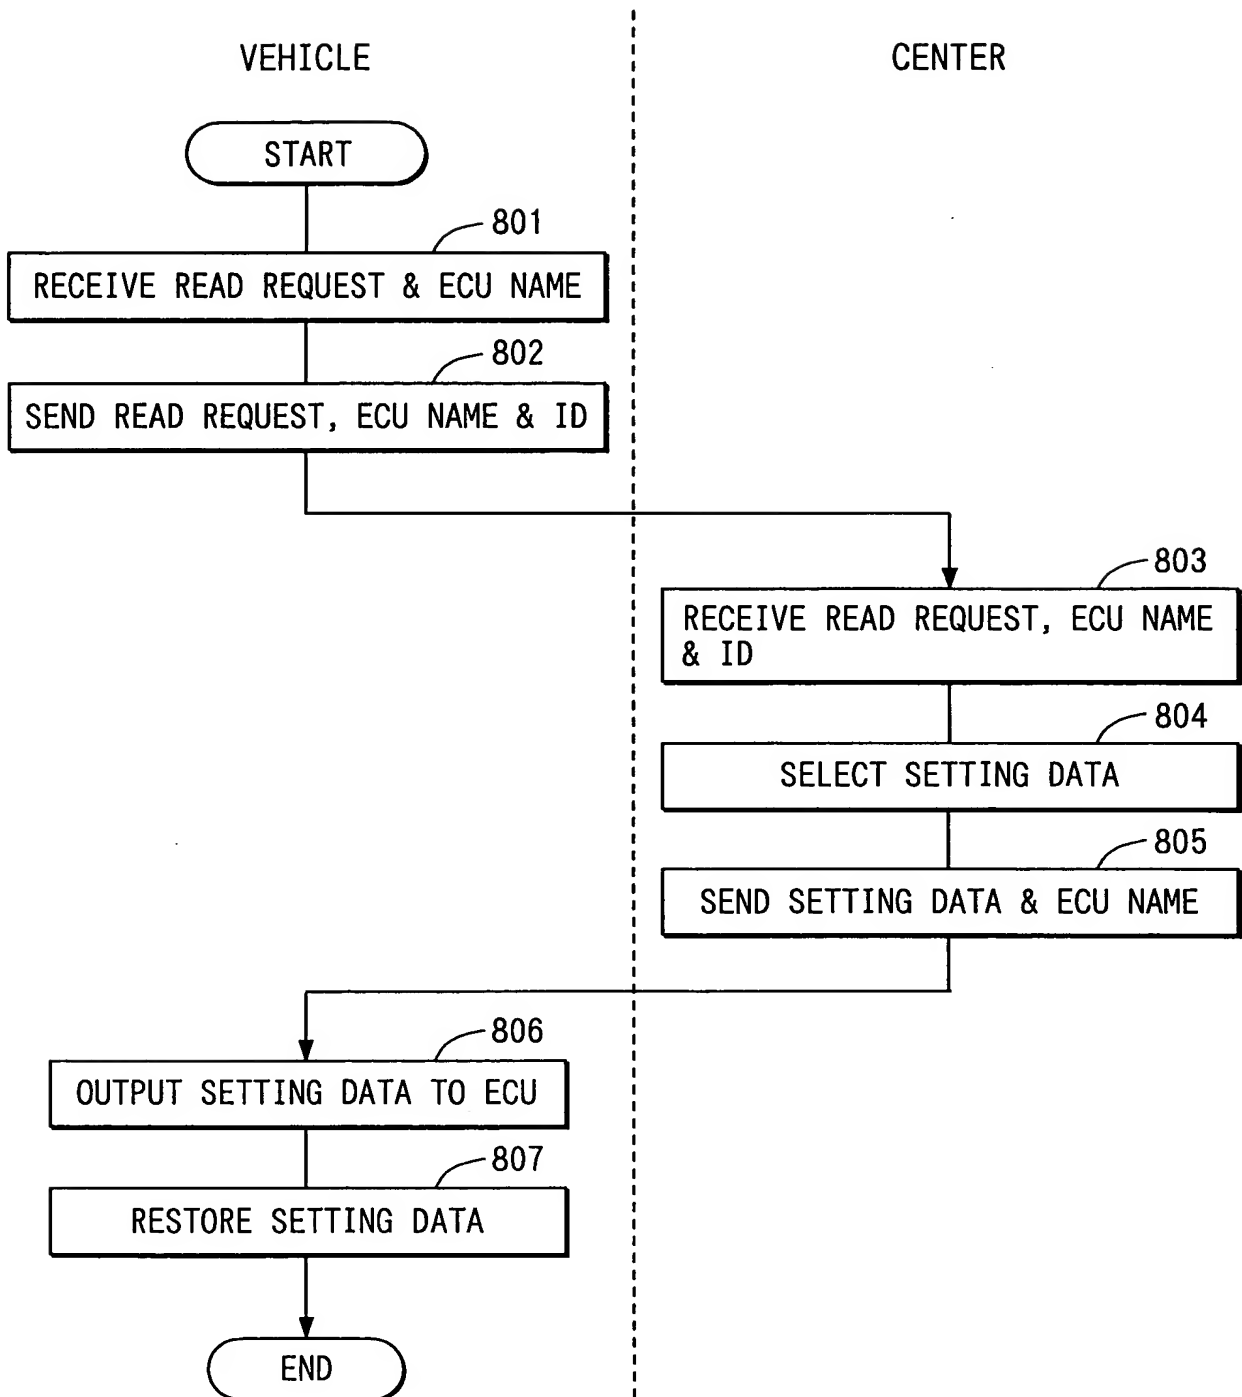 VEHICLE
CENTER
START
801
RECEIVE READ REQUEST & ECU NAME
802
SEND READ REQUEST, ECU NAME & ID
803
RECEIVE READ REQUEST, ECU NAME
& ID
804
SELECT SETTING DATA
805
SEND SETTING DATA & ECU NAME
806
OUTPUT SETTING DATA TO ECU
807
RESTORE SETTING DATA
END